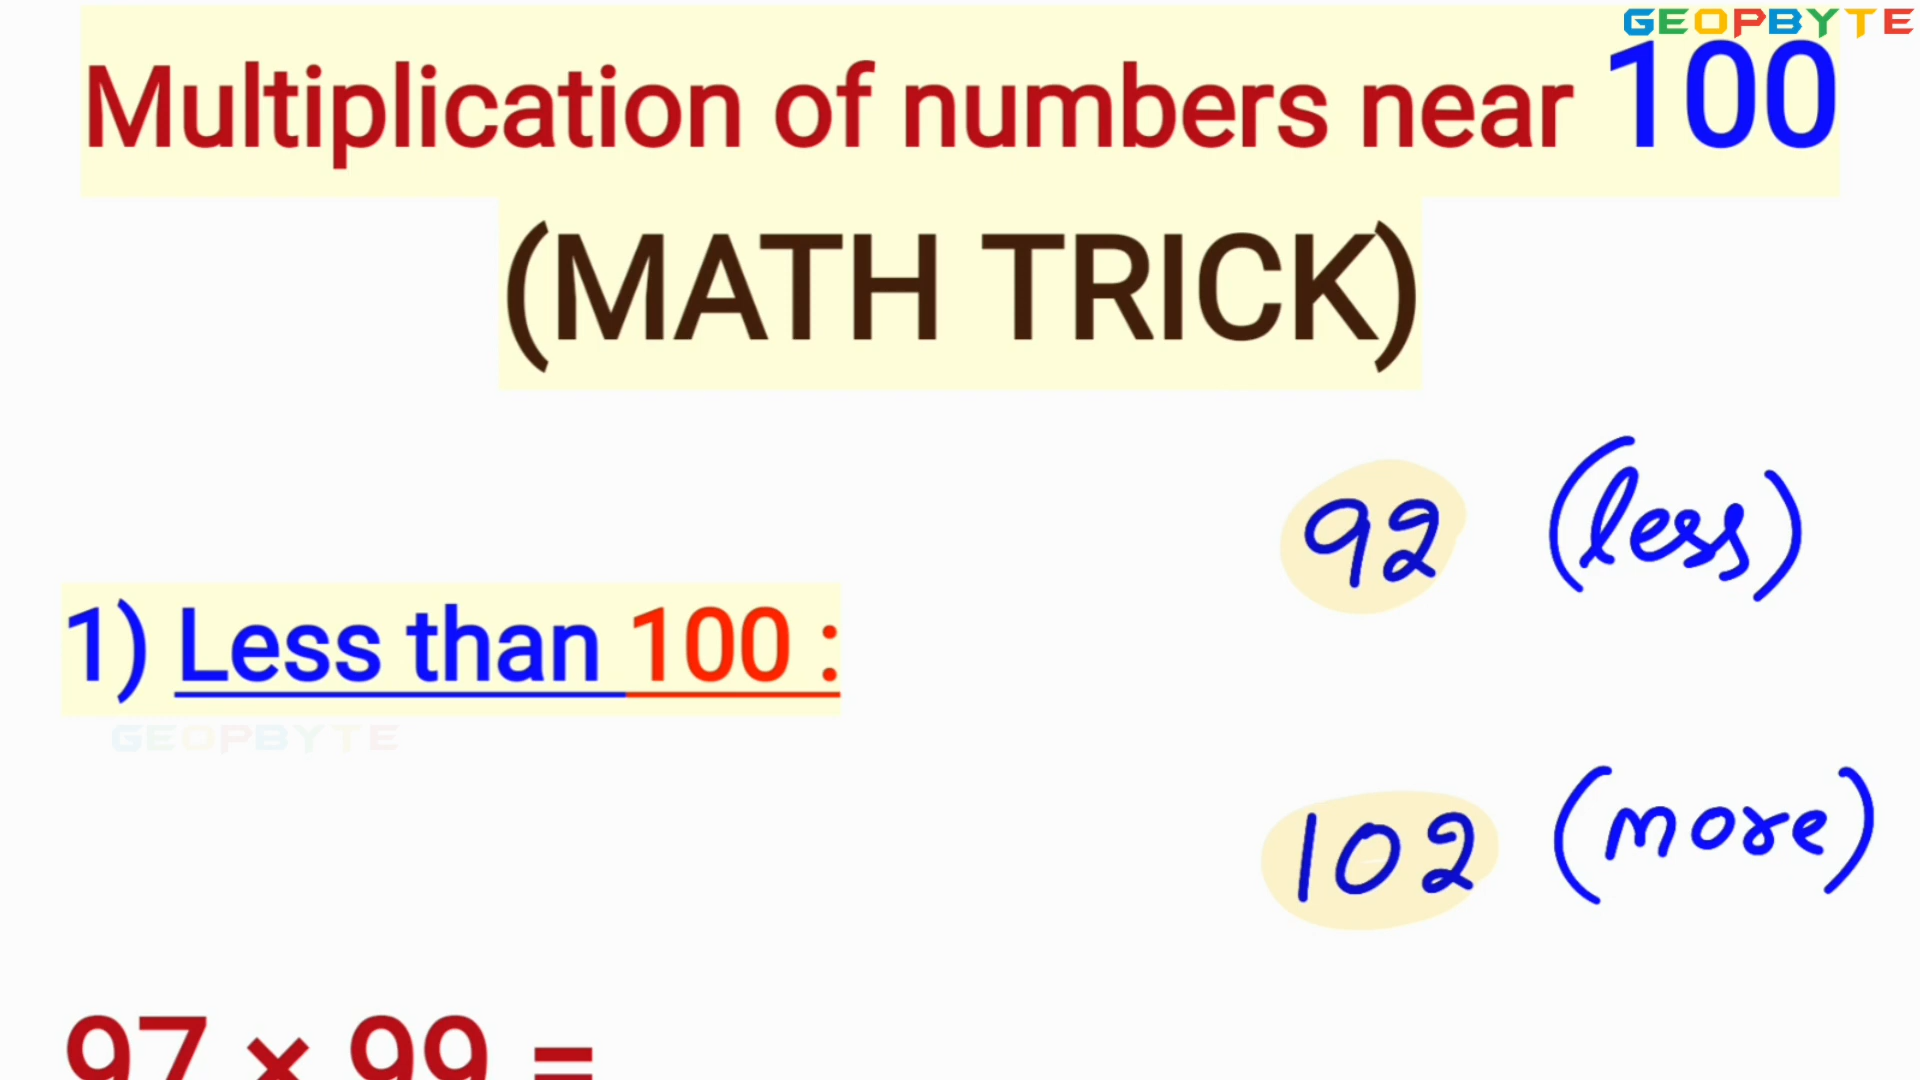 GEOPBYTE
Multiplication of numbers near 100
(MATH TRICK)
92 (less)
1) Less than 100 :
GEOPBYTE
102 (more)
97 × 99 =